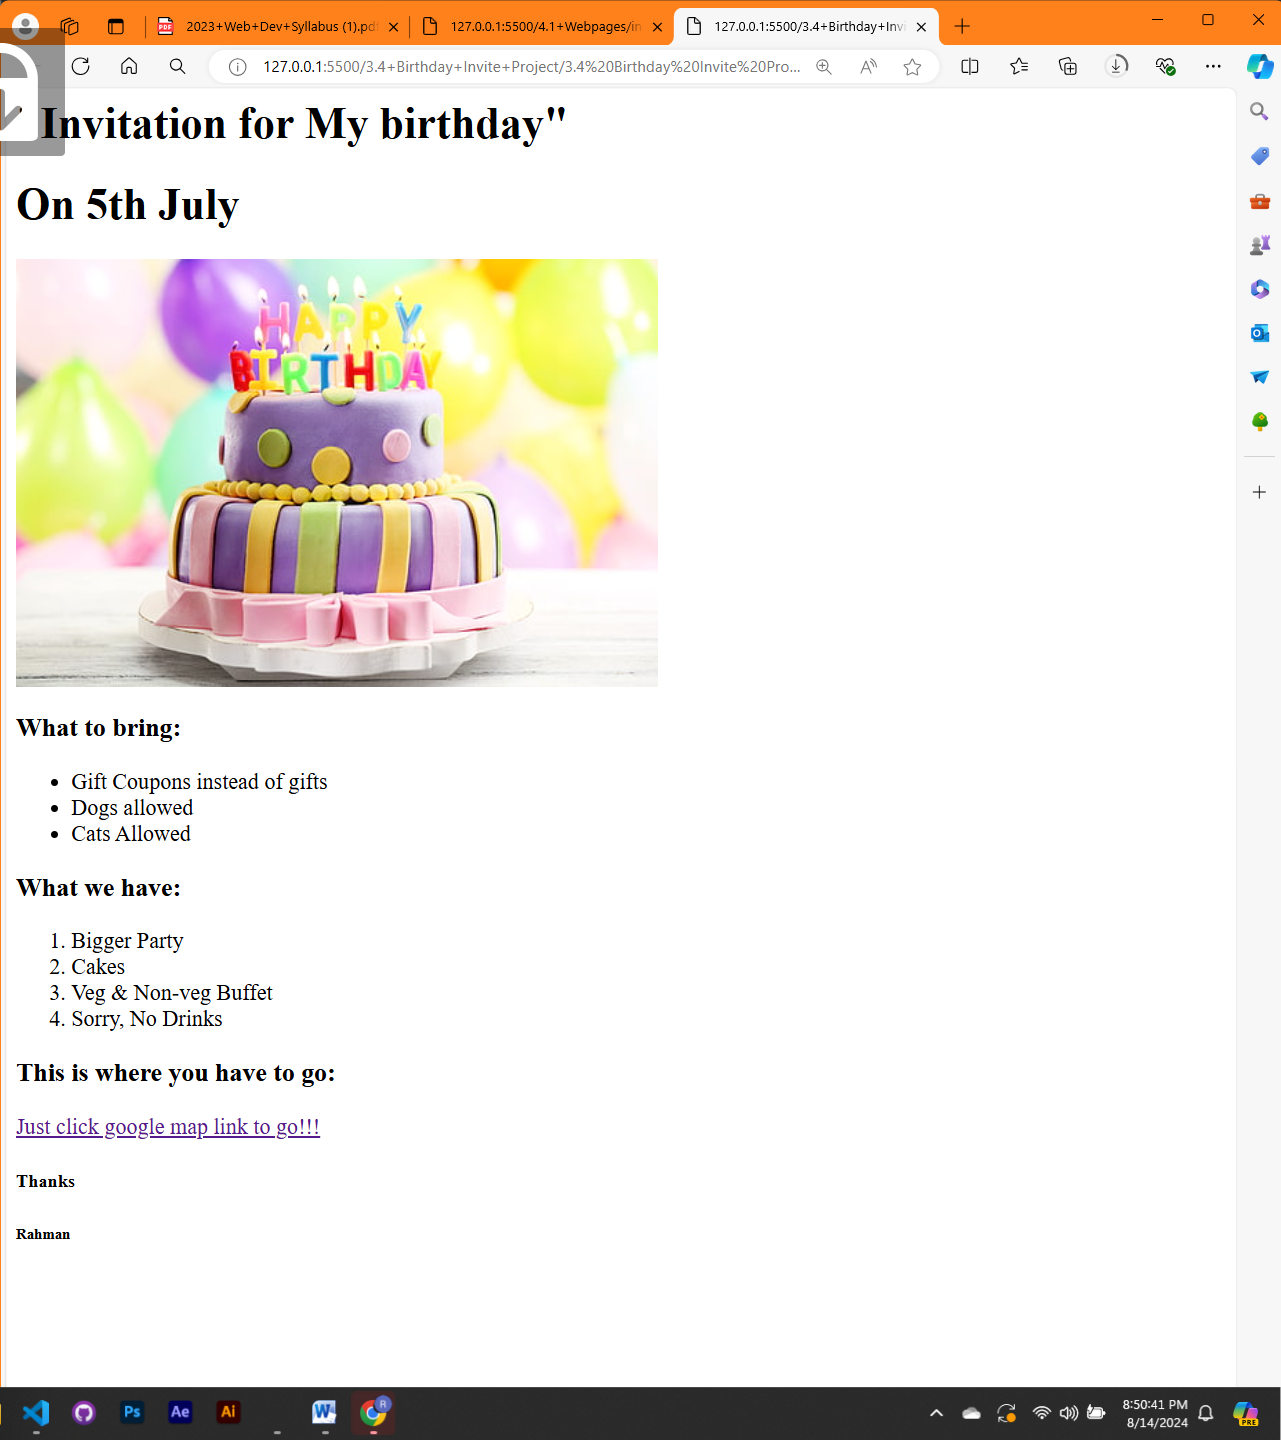 2023+Web+Dev+Syllabus (1).pdf
127.0.0.1:5500/4.1+Webpages/in
127.0.0.1:5500/3.4+Birthday+Invi
127.0.0.1:5500/3.4+Birthday+Invite+Project/3.4%20Birthday%20Invite%20Pro...
Invitation for My birthday"
On 5th July
HAPPY
BIRTHDAY
What to bring:
• Gift Coupons instead of gifts
• Dogs allowed
• Cats Allowed
What we have:
1. Bigger Party
2. Cakes
3. Veg & Non-veg Buffet
4. Sorry, No Drinks
This is where you have to go:
Just click google map link to go!!!
Thanks
Rahman
Ps
Ae
Ai
W
R
8:50:41 PM
8/14/2024
PRE